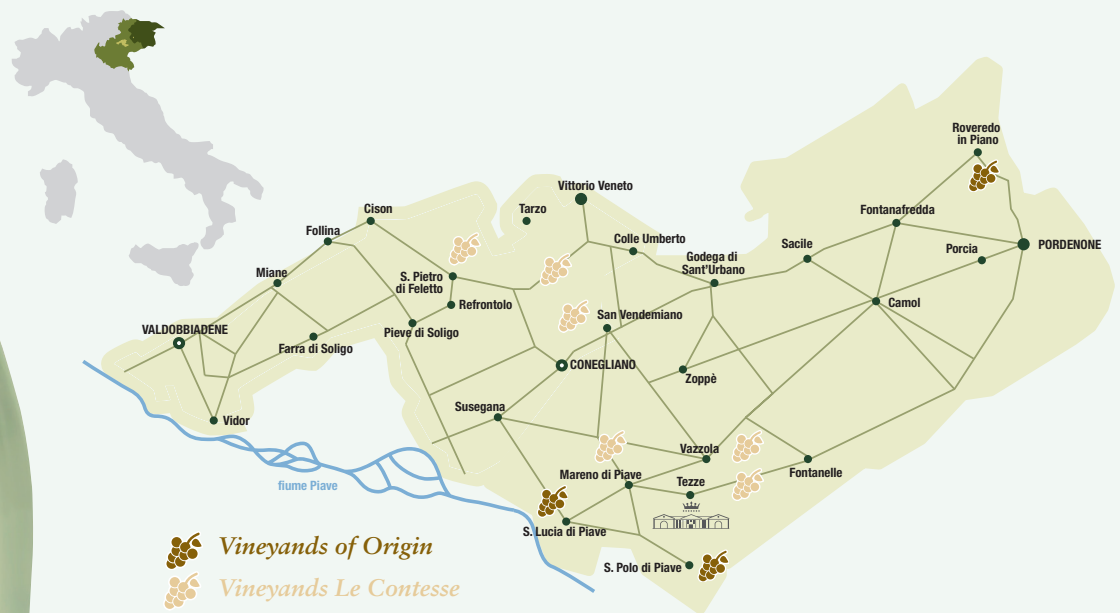 Roveredo
in Piano
Vittorio Veneto
Cison
Tarzo
Fontanafredda
Follina
Colle Umberto
Sacile
Porcia
PORDENONE
Godega di
Sant'Urbano
Miane
S. Pietro
di Feletto
Refrontolo
Camol
San Vendemiano
VALDOBBIADENE
Pieve di Soligo
Farra di Soligo
CONEGLIANO
Zoppè
Susegana
Vidor
Vazzola
Mareno di Piave
Tezze
Fontanelle
fiume Piave
S. Lucia di Piave
S. Polo di Piave
Vineyands of Origin
Vineyands Le Contesse